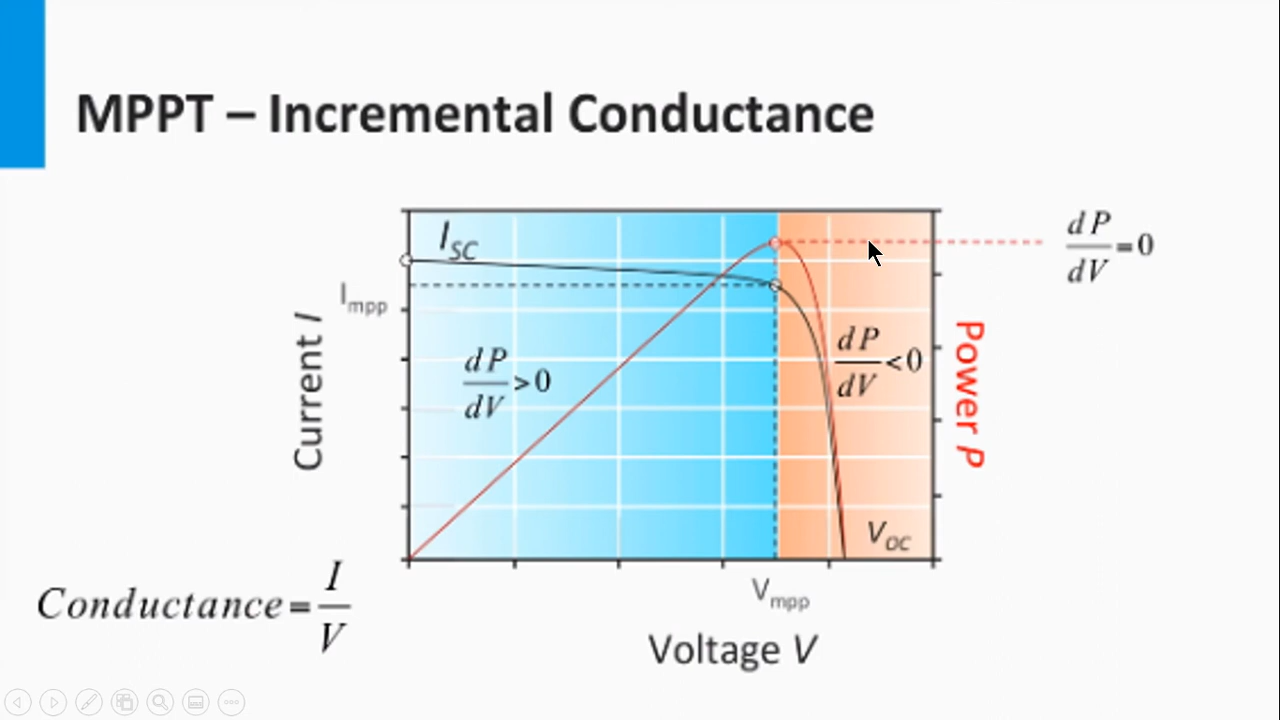 MPPT – Incremental Conductance
I_SC
dP/dV=0
I_mpp
Current I
dP/dV>0
dP/dV<0
Power P
V_OC
V_mpp
Conductance=I/V
Voltage V